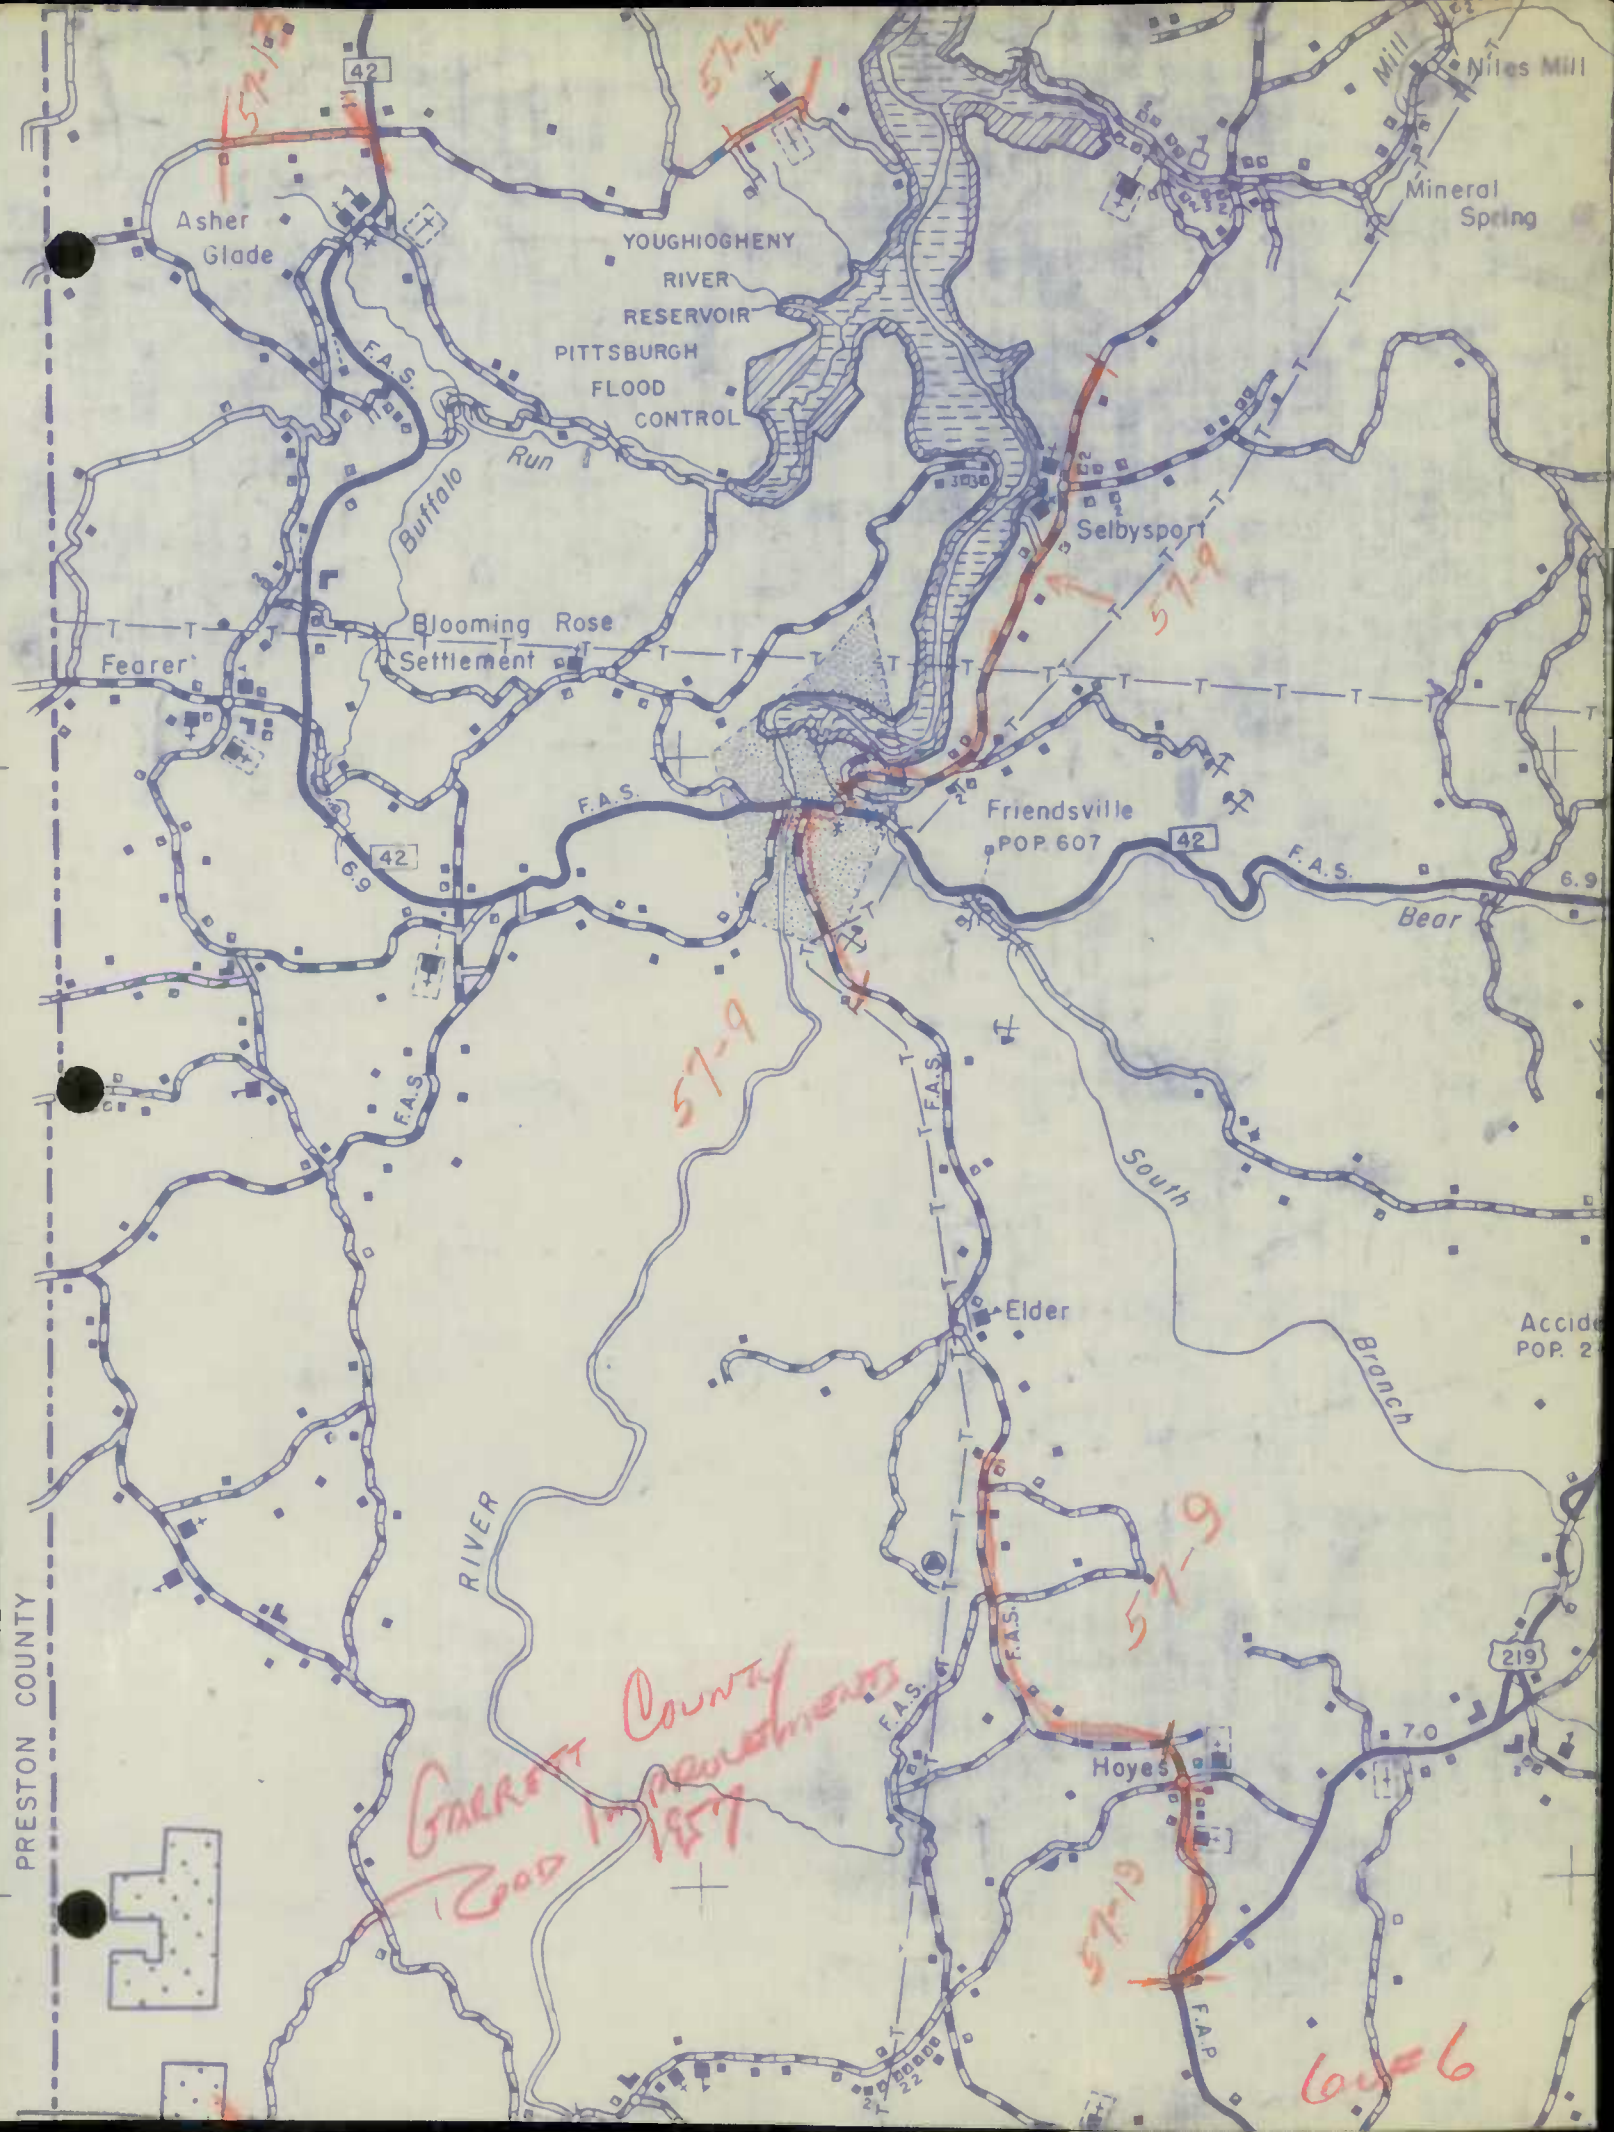 57-13
42
57-12
Mill
Niles Mill
Mineral
Spring
Asher
Glade
YOUGHIOGHENY
RIVER
RESERVOIR
PITTSBURGH
FLOOD
CONTROL
F.A.S.
Run
Buffalo
Selbysport
57-9
Blooming Rose
Settlement
Fearer
F.A.S.
Friendsville
POP. 607
42
42
6.9
F.A.S.
6.9
Bear
57-9
F.A.S.
F.A.S.
South
Elder
Accide
POP. 2
Branch
RIVER
57-9
F.A.S.
219
PRESTON COUNTY
GARRETT COUNTY
ROAD IMPROVEMENTS
1957
F.A.S.
7.0
Hoyes
57-19
F.A.P.